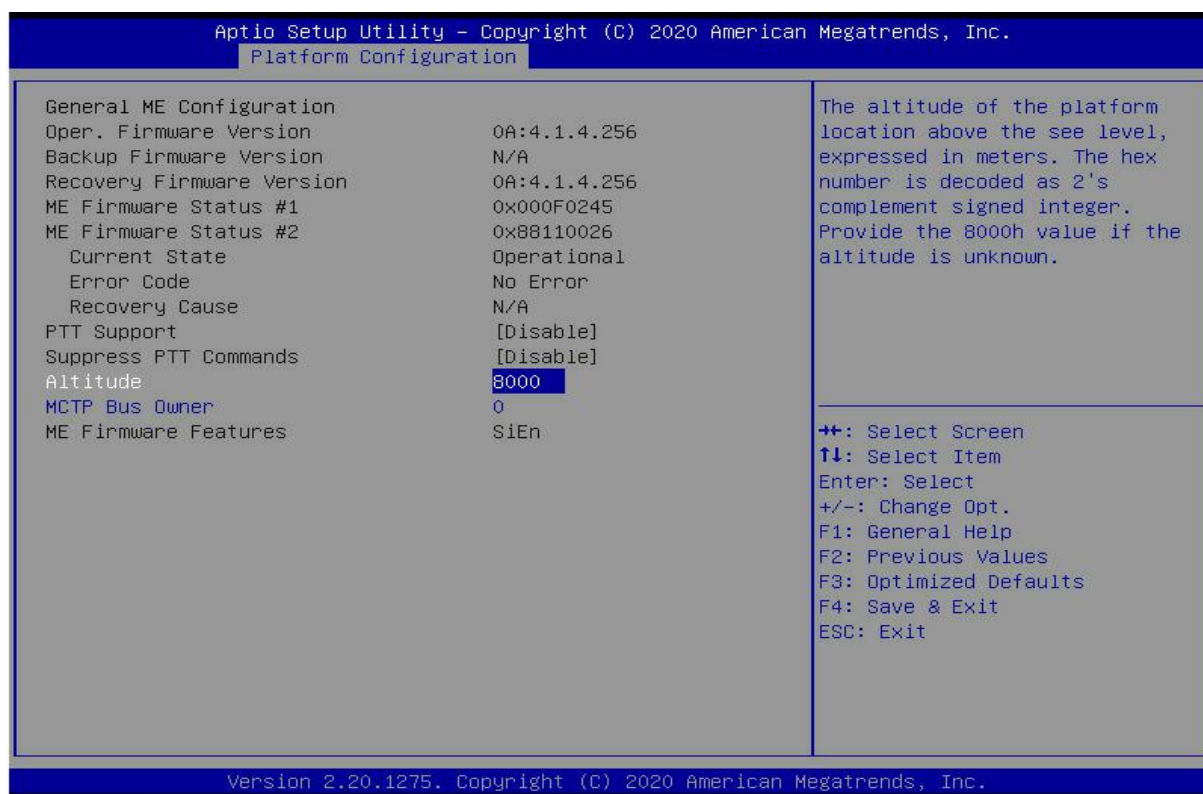 Aptio Setup Utility – Copyright (C) 2020 American Megatrends, Inc.
Platform Configuration
General ME Configuration
Oper. Firmware Version 0A:4.1.4.256
Backup Firmware Version N/A
Recovery Firmware Version 0A:4.1.4.256
ME Firmware Status #1 0x000F0245
ME Firmware Status #2 0x88110026
Current State Operational
Error Code No Error
Recovery Cause N/A
PTT Support [Disable]
Suppress PTT Commands [Disable]
Altitude 8000
MCTP Bus Owner 0
ME Firmware Features SiEn
The altitude of the platform
location above the see level,
expressed in meters. The hex
number is decoded as 2's
complement signed integer.
Provide the 8000h value if the
altitude is unknown.
→←: Select Screen
↑↓: Select Item
Enter: Select
+/-: Change Opt.
F1: General Help
F2: Previous Values
F3: Optimized Defaults
F4: Save & Exit
ESC: Exit
Version 2.20.1275. Copyright (C) 2020 American Megatrends, Inc.